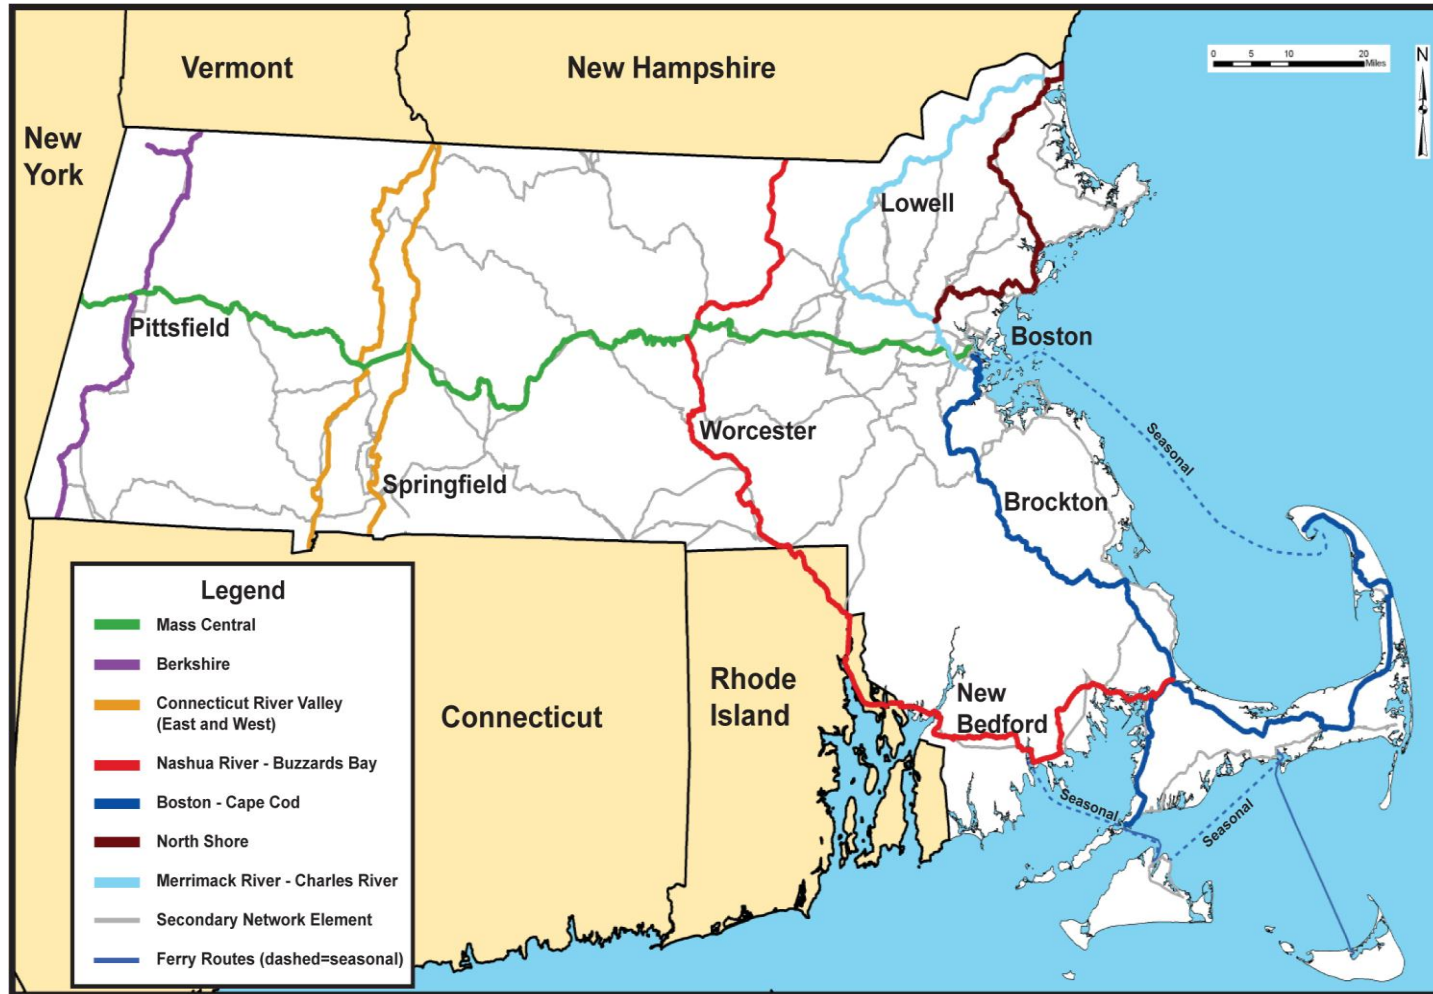 Vermont
New Hampshire
New
York
0 5 10 20
Miles
N
Lowell
Pittsfield
Boston
Worcester
Springfield
Brockton
Seasonal
New
Bedford
Rhode
Island
Connecticut
Seasonal
Seasonal
Legend
Mass Central
Berkshire
Connecticut River Valley
(East and West)
Nashua River - Buzzards Bay
Boston - Cape Cod
North Shore
Merrimack River - Charles River
Secondary Network Element
Ferry Routes (dashed=seasonal)